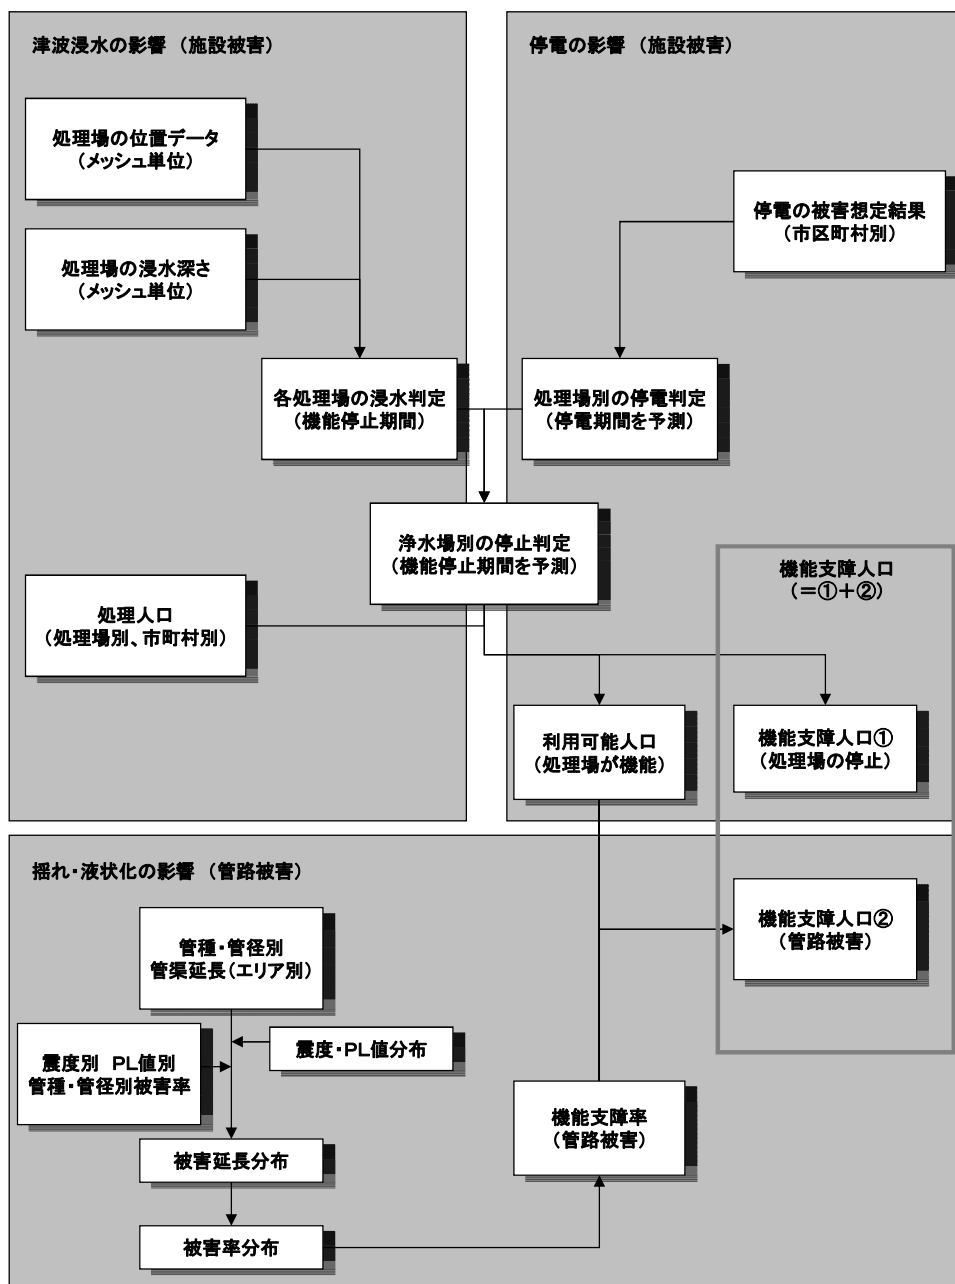 津波浸水の影響 (施設被害)
停電の影響 (施設被害)
処理場の位置データ
(メッシュ単位)
停電の被害想定結果
(市区町村別)
処理場の浸水深さ
(メッシュ単位)
各処理場の浸水判定
(機能停止期間)
処理場別の停電判定
(停電期間を予測)
浄水場別の停止判定
(機能停止期間を予測)
機能支障人口
(=①+②)
処理人口
(処理場別、市町村別)
利用可能人口
(処理場が機能)
機能支障人口①
(処理場の停止)
揺れ・液状化の影響 (管路被害)
機能支障人口②
(管路被害)
管種・管径別
管渠延長(エリア別)
震度・PL値分布
震度別 PL値別
管種・管径別被害率
機能支障率
(管路被害)
被害延長分布
被害率分布